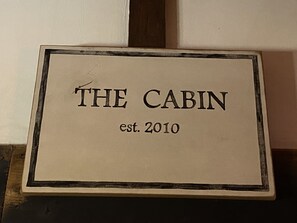 THE CABIN
est. 2010